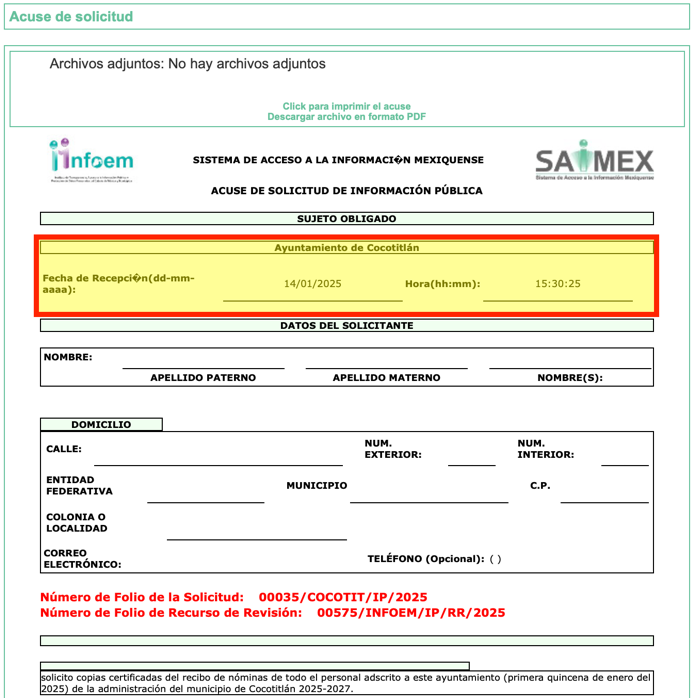 Acuse de solicitud
Archivos adjuntos: No hay archivos adjuntos
Click para imprimir el acuse
Descargar archivo en formato PDF
infoem
SISTEMA DE ACCESO A LA INFORMACI�N MEXIQUENSE
SAIMEX
Sistema de Acceso a la Información Mexiquense
ACUSE DE SOLICITUD DE INFORMACIÓN PÚBLICA
SUJETO OBLIGADO
Ayuntamiento de Cocotitlán
Fecha de Recepci�n(dd-mm-
aaaa): 14/01/2025 Hora(hh:mm): 15:30:25
DATOS DEL SOLICITANTE
NOMBRE:
APELLIDO PATERNO APELLIDO MATERNO NOMBRE(S):
DOMICILIO
CALLE: NUM. EXTERIOR: NUM. INTERIOR:
ENTIDAD
FEDERATIVA MUNICIPIO C.P.
COLONIA O
LOCALIDAD
CORREO
ELECTRÓNICO: TELÉFONO (Opcional): ( )
Número de Folio de la Solicitud: 00035/COCOTIT/IP/2025
Número de Folio de Recurso de Revisión: 00575/INFOEM/IP/RR/2025
solicito copias certificadas del recibo de nóminas de todo el personal adscrito a este ayuntamiento (primera quincena de enero del
2025) de la administración del municipio de Cocotitlán 2025-2027.